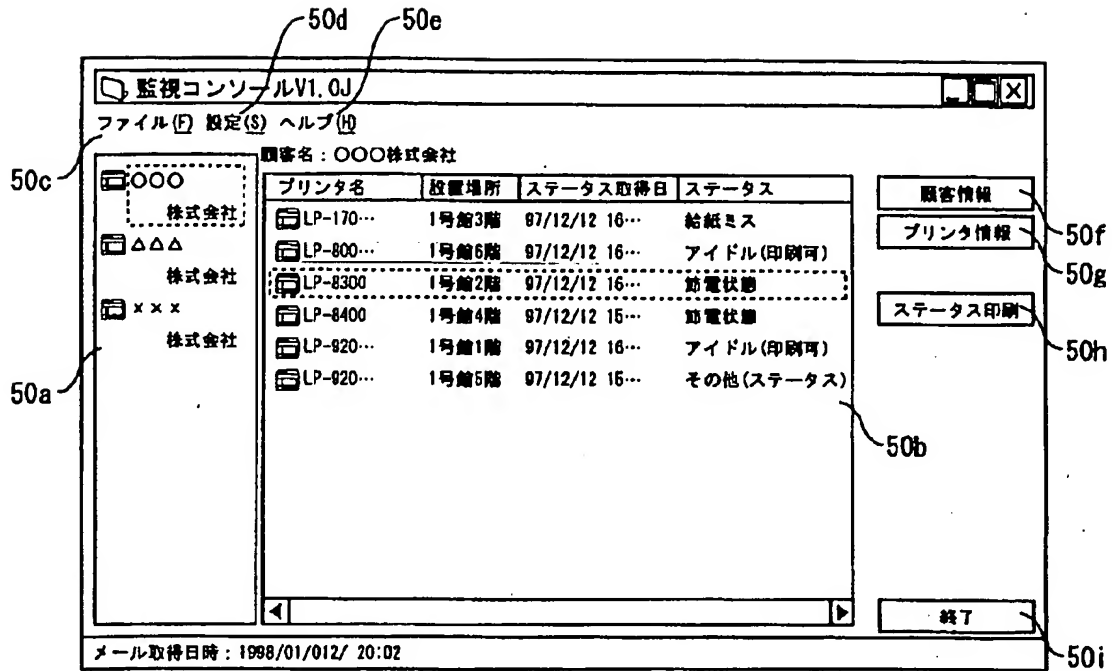 50d 50e
監視コンソールV1.0J
ファイル(F) 設定(S) ヘルプ(H)
50c
顧客名：〇〇〇株式会社
〇〇〇
株式会社
△△△
株式会社
×××
株式会社
50a
プリンタ名 設置場所 ステータス取得日 ステータス
LP-170… 1号館3階 97/12/12 16… 給紙ミス
LP-800… 1号館6階 97/12/12 16… アイドル(印刷可)
LP-8300 1号館2階 97/12/12 16… 節電状態
LP-8400 1号館4階 97/12/12 15… 節電状態
LP-920… 1号館1階 97/12/12 16… アイドル(印刷可)
LP-920… 1号館5階 97/12/12 15… その他(ステータス)
50b
顧客情報
50f
プリンタ情報
50g
ステータス印刷
50h
終了
50i
メール取得日時：1998/01/012/ 20:02